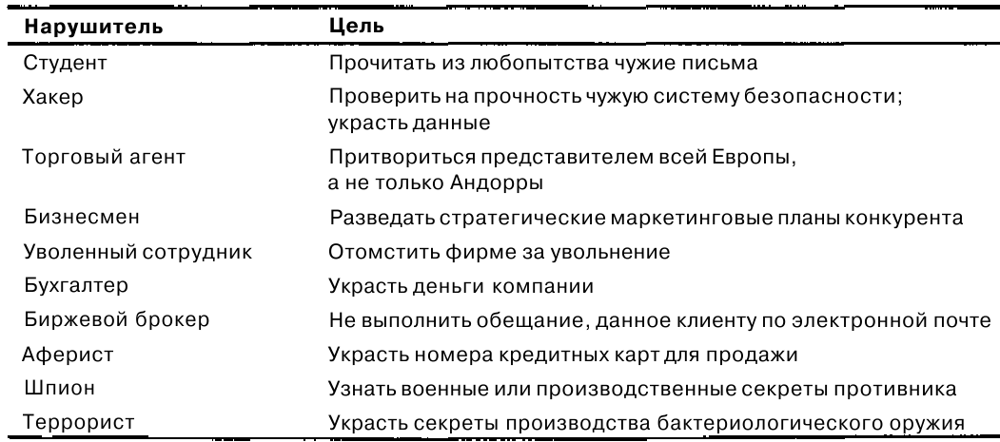 Нарушитель Цель
Студент Прочитать из любопытства чужие письма
Хакер Проверить на прочность чужую систему безопасности;
украсть данные
Торговый агент Притвориться представителем всей Европы,
а не только Андорры
Бизнесмен Разведать стратегические маркетинговые планы конкурента
Уволенный сотрудник Отомстить фирме за увольнение
Бухгалтер Украсть деньги компании
Биржевой брокер Не выполнить обещание, данное клиенту по электронной почте
Аферист Украсть номера кредитных карт для продажи
Шпион Узнать военные или производственные секреты противника
Террорист Украсть секреты производства бактериологического оружия